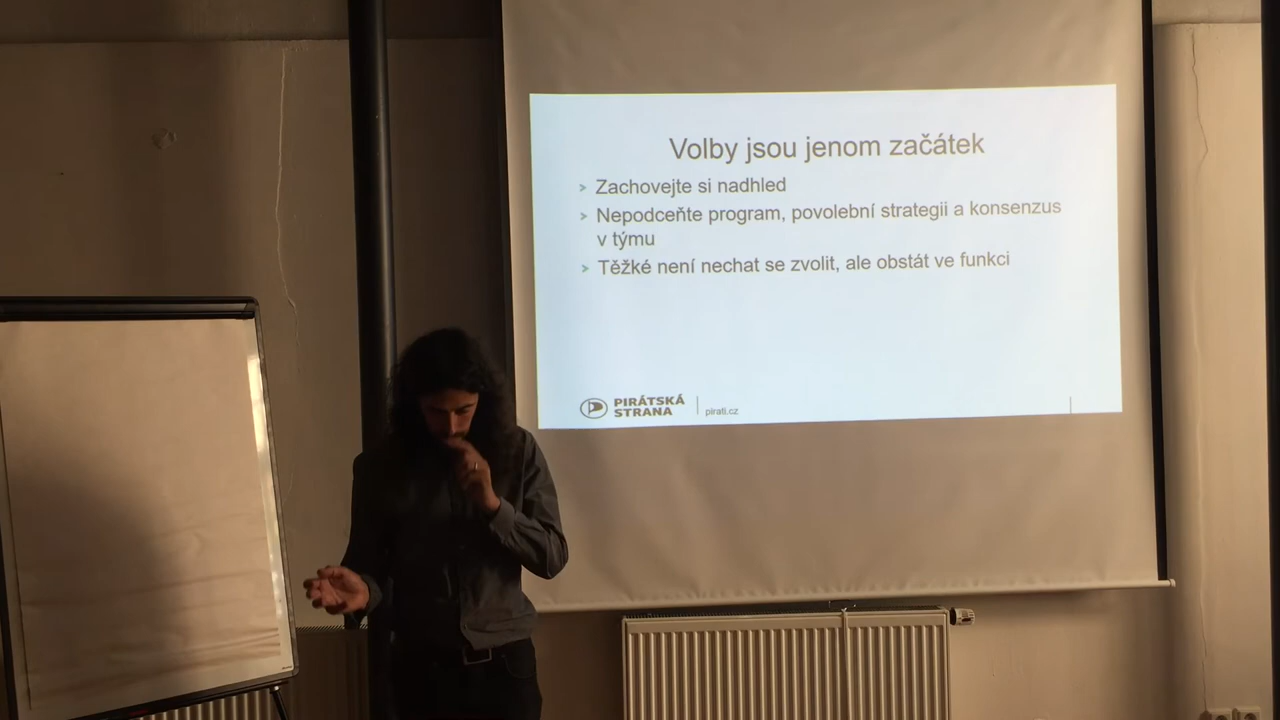 Volby jsou jenom začátek
Zachovejte si nadhled
Nepodceňte program, povolební strategii a konsenzus
v týmu
Těžké není nechat se zvolit, ale obstát ve funkci
PIRÁTSKÁ
STRANA
pirati.cz